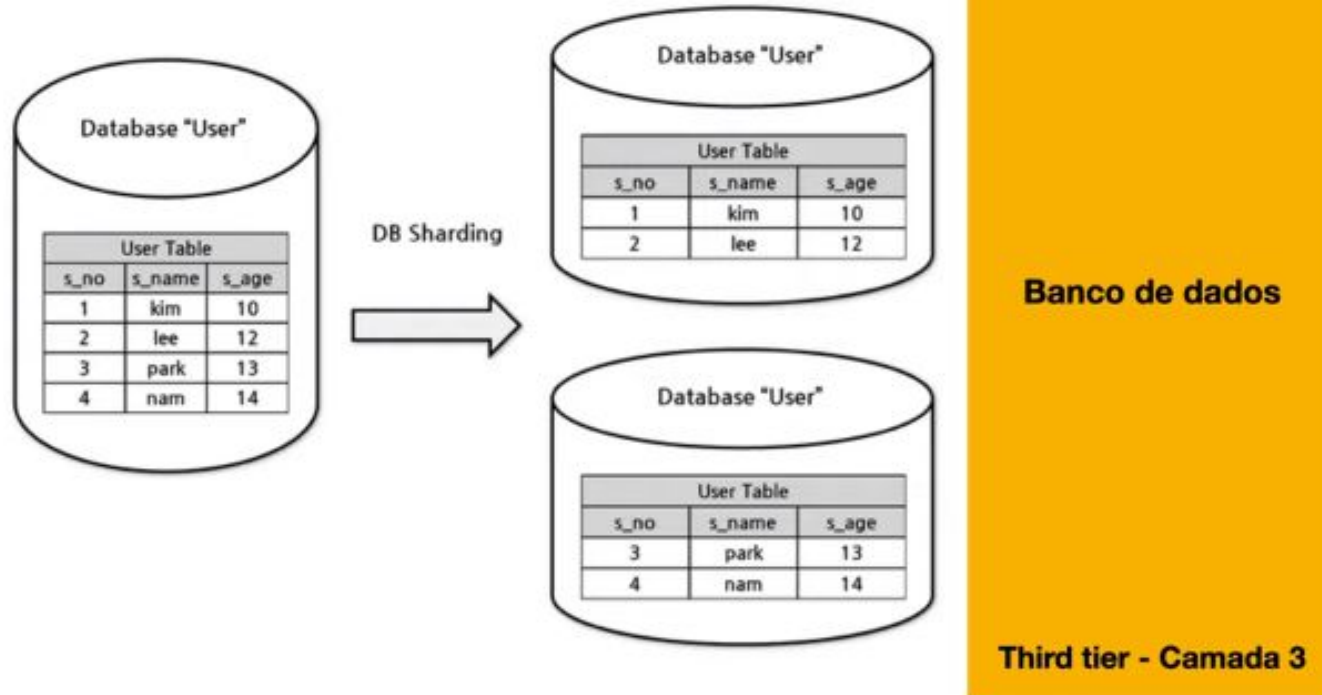 Database "User"
User Table
s_no s_name s_age
1 kim 10
2 lee 12
3 park 13
4 nam 14
DB Sharding
Database "User"
User Table
s_no s_name s_age
1 kim 10
2 lee 12
Database "User"
User Table
s_no s_name s_age
3 park 13
4 nam 14
Banco de dados
Third tier - Camada 3